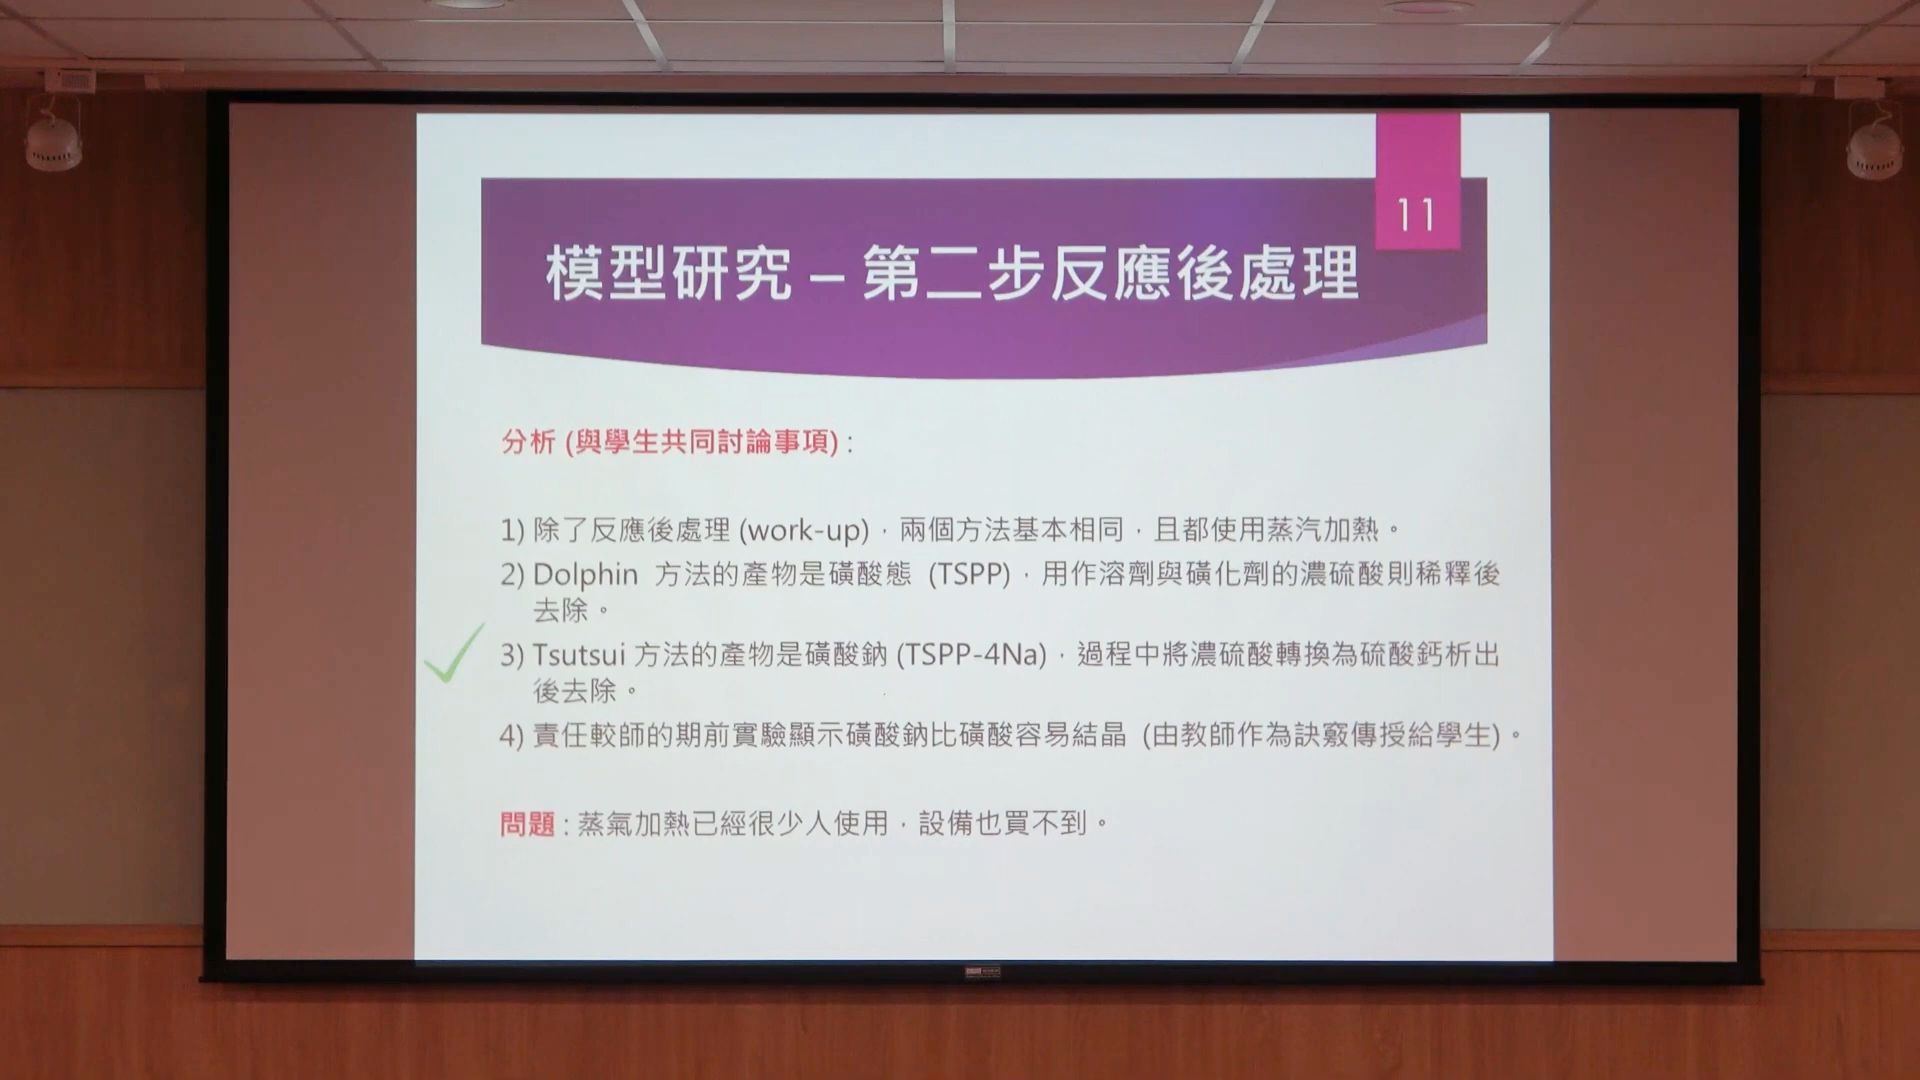 11
模型研究 – 第二步反應後處理
分析 (與學生共同討論事項) :
1) 除了反應後處理 (work-up)，兩個方法基本相同，且都使用蒸汽加熱。
2) Dolphin 方法的產物是磺酸態 (TSPP)，用作溶劑與磺化劑的濃硫酸則稀釋後
去除。
3) Tsutsui 方法的產物是磺酸鈉 (TSPP-4Na)，過程中將濃硫酸轉換為硫酸鈣析出
後去除。
4) 責任較師的期前實驗顯示磺酸鈉比磺酸容易結晶 (由教師作為訣竅傳授給學生)。
問題 : 蒸氣加熱已經很少人使用，設備也買不到。